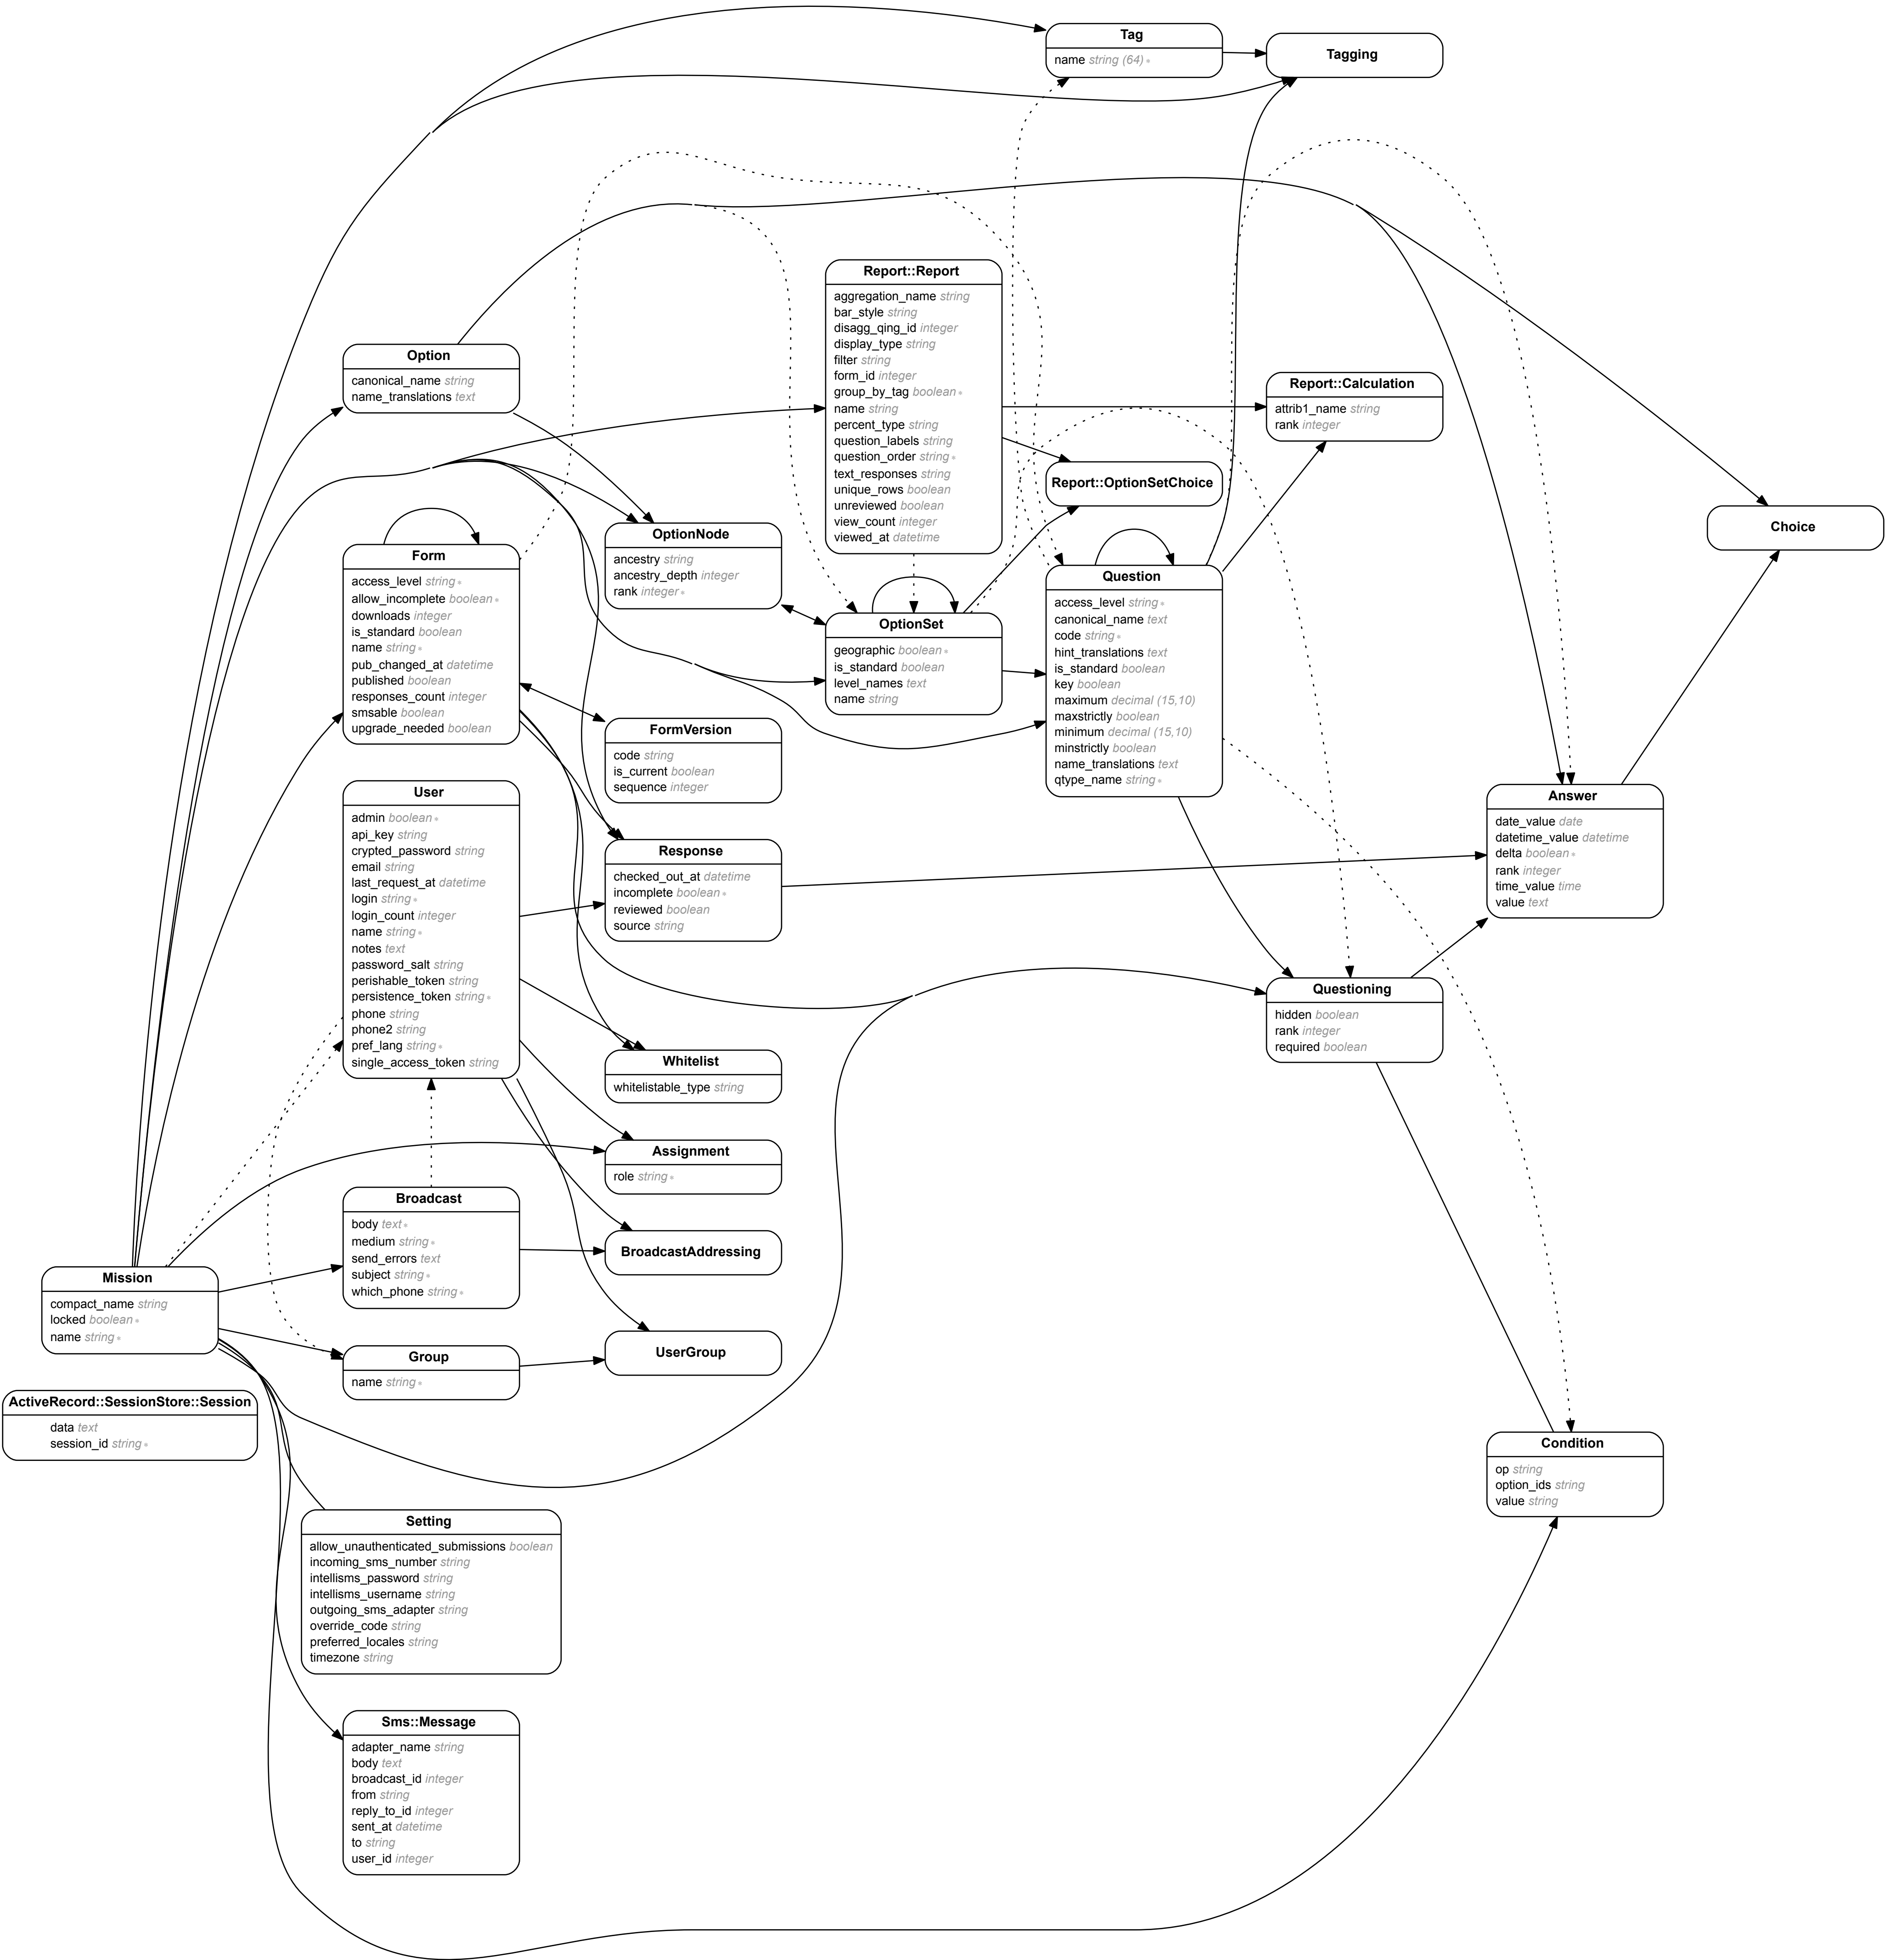 Tag
name string (64) *
Tagging
Option
canonical_name string
name_translations text
Report::Report
aggregation_name string
bar_style string
disagg_qing_id integer
display_type string
filter string
form_id integer
group_by_tag boolean *
name string
percent_type string
question_labels string
question_order string *
text_responses string
unique_rows boolean
unreviewed boolean
view_count integer
viewed_at datetime
Report::Calculation
attrib1_name string
rank integer
Report::OptionSetChoice
Choice
Form
access_level string *
allow_incomplete boolean *
downloads integer
is_standard boolean
name string *
pub_changed_at datetime
published boolean
responses_count integer
smsable boolean
upgrade_needed boolean
OptionNode
ancestry string
ancestry_depth integer
rank integer *
OptionSet
geographic boolean *
is_standard boolean
level_names text
name string
Question
access_level string *
canonical_name text
code string *
hint_translations text
is_standard boolean
key boolean
maximum decimal (15,10)
maxstrictly boolean
minimum decimal (15,10)
minstrictly boolean
name_translations text
qtype_name string *
FormVersion
code string
is_current boolean
sequence integer
User
admin boolean *
api_key string
crypted_password string
email string
last_request_at datetime
login string *
login_count integer
name string *
notes text
password_salt string
perishable_token string
persistence_token string *
phone string
phone2 string
pref_lang string *
single_access_token string
Response
checked_out_at datetime
incomplete boolean *
reviewed boolean
source string
Answer
date_value date
datetime_value datetime
delta boolean *
rank integer
time_value time
value text
Questioning
hidden boolean
rank integer
required boolean
Whitelist
whitelistable_type string
Assignment
role string *
Broadcast
body text *
medium string *
send_errors text
subject string *
which_phone string *
BroadcastAddressing
Mission
compact_name string
locked boolean *
name string *
Group
name string *
UserGroup
ActiveRecord::SessionStore::Session
data text
session_id string *
Condition
op string
option_ids string
value string
Setting
allow_unauthenticated_submissions boolean
incoming_sms_number string
intellisms_password string
intellisms_username string
outgoing_sms_adapter string
override_code string
preferred_locales string
timezone string
Sms::Message
adapter_name string
body text
broadcast_id integer
from string
reply_to_id integer
sent_at datetime
to string
user_id integer